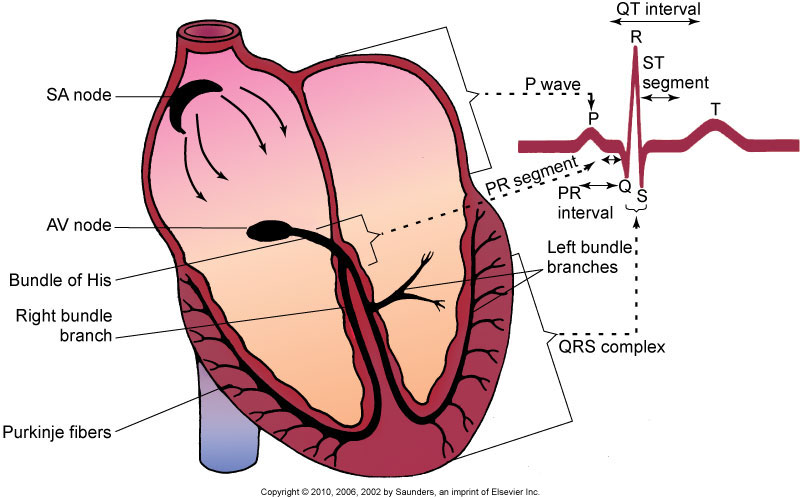 SA node
AV node
Bundle of His
Right bundle
branch
Purkinje fibers
QT interval
R
ST
segment
P wave
P
T
PR segment
Q
S
PR
interval
Left bundle
branches
QRS complex
Copyright © 2010, 2006, 2002 by Saunders, an imprint of Elsevier Inc.